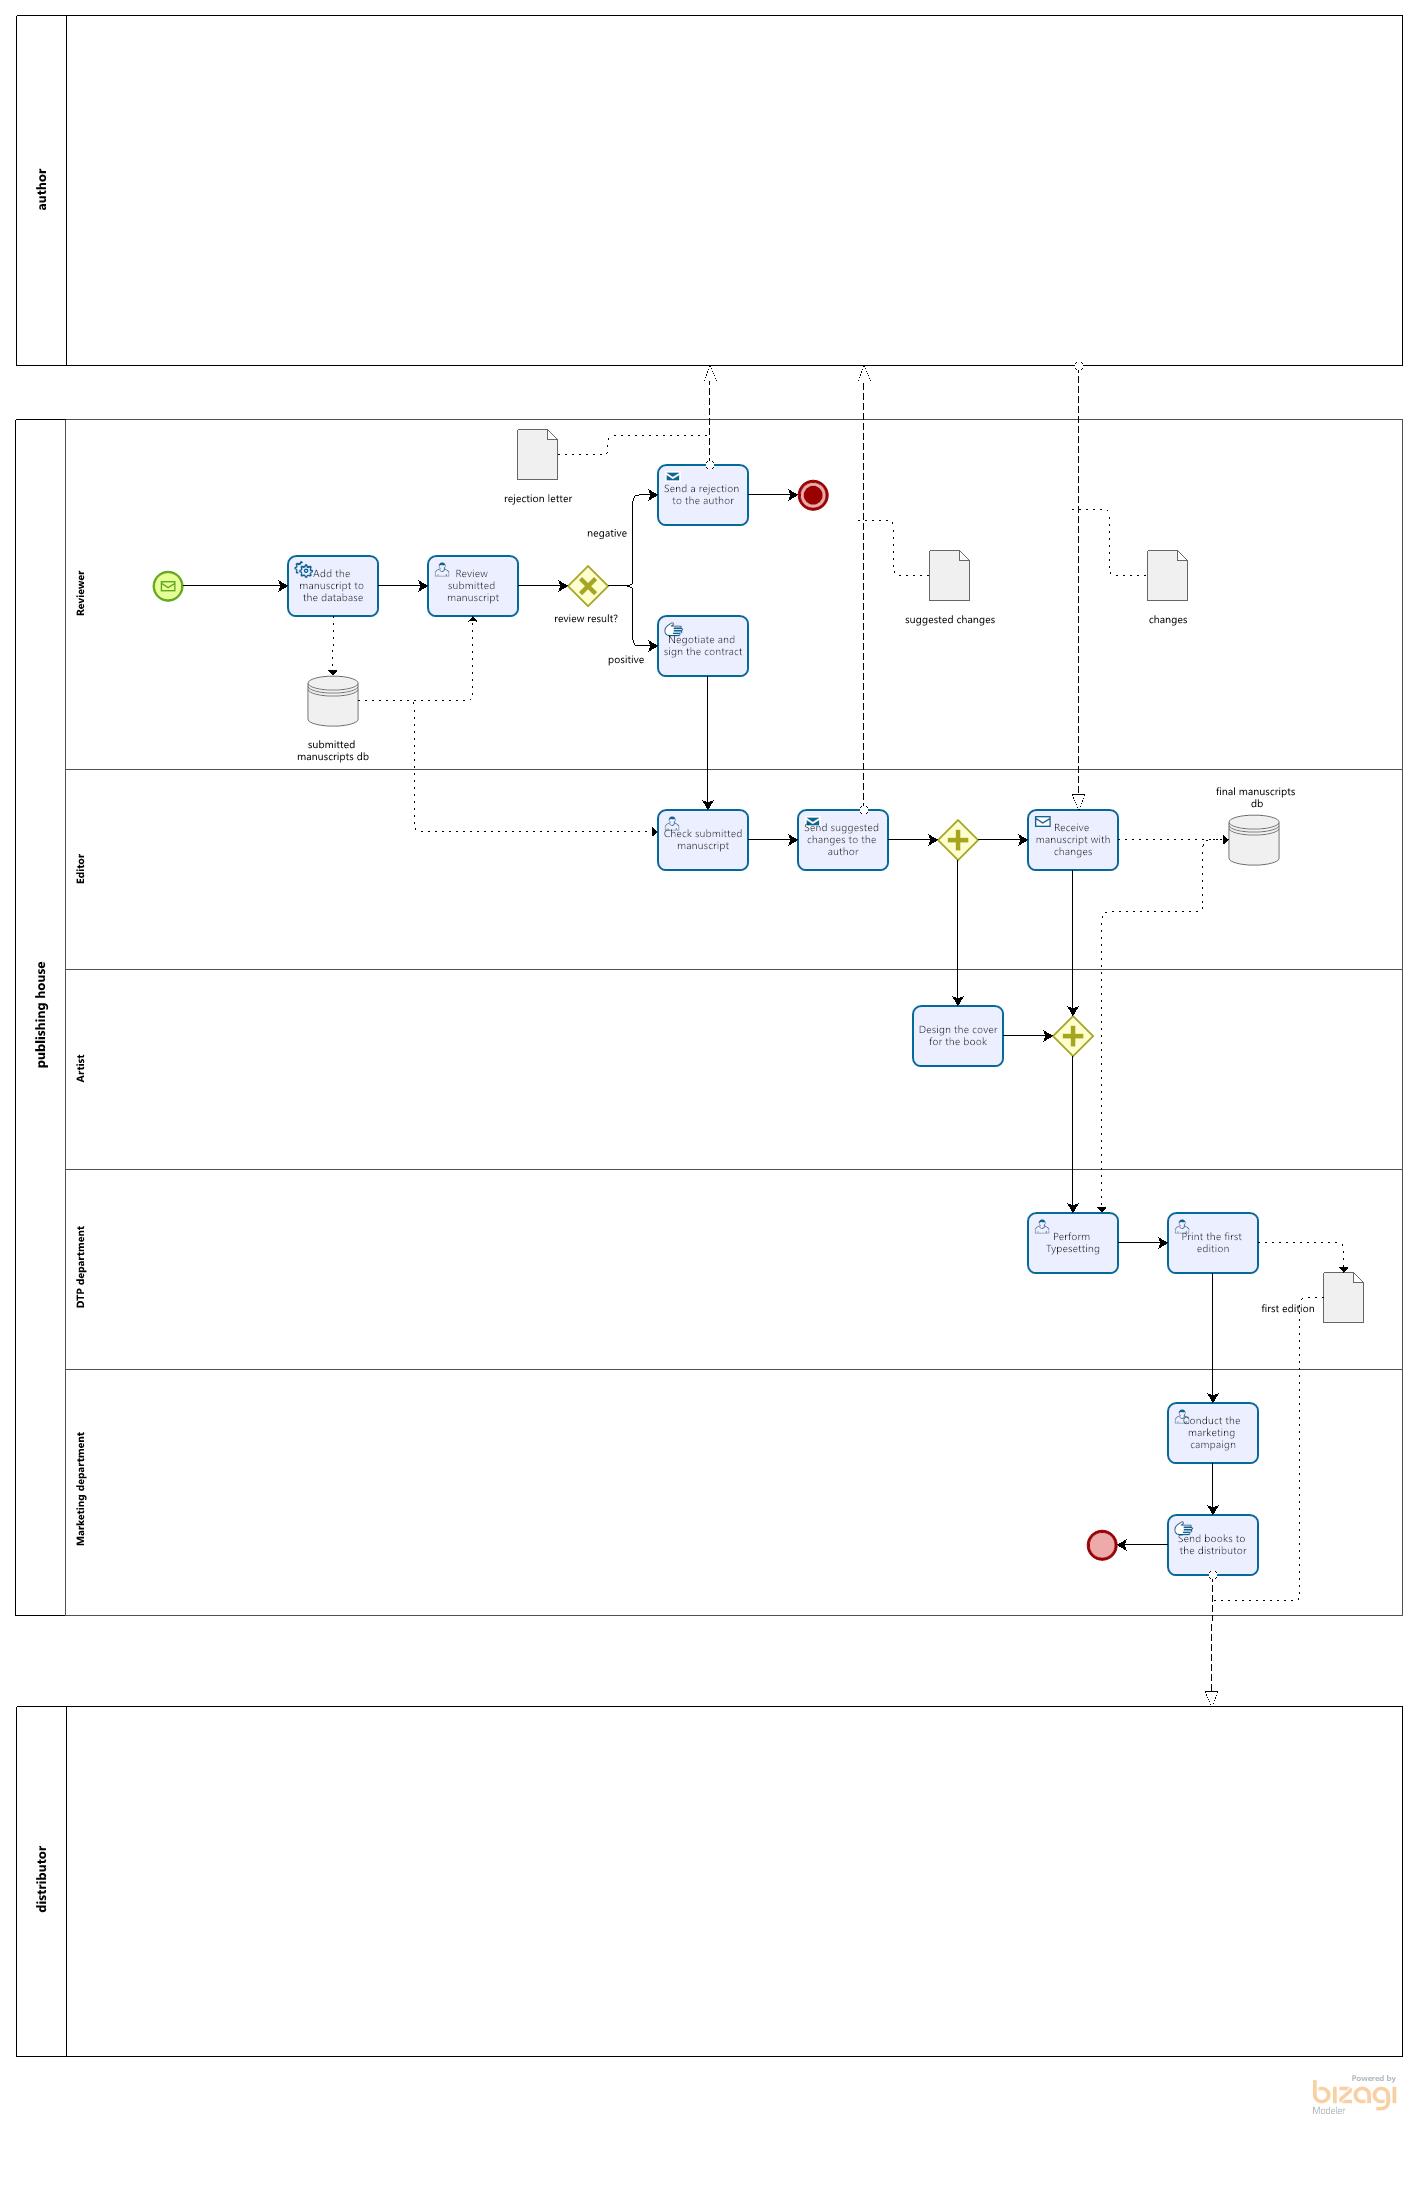 author
publishing house
Reviewer
rejection letter
Send a rejection
to the author
negative
Add the
manuscript to
the database
Review
submitted
manuscript
review result?
positive
Negotiate and
sign the contract
suggested changes
changes
submitted
manuscripts db
Editor
Check submitted
manuscript
Send suggested
changes to the
author
Receive
manuscript with
changes
final manuscripts
db
Artist
Design the cover
for the book
DTP department
Perform
Typesetting
Print the first
edition
first edition
Marketing department
Conduct the
marketing
campaign
Send books to
the distributor
distributor
Powered by
bizagi
Modeler